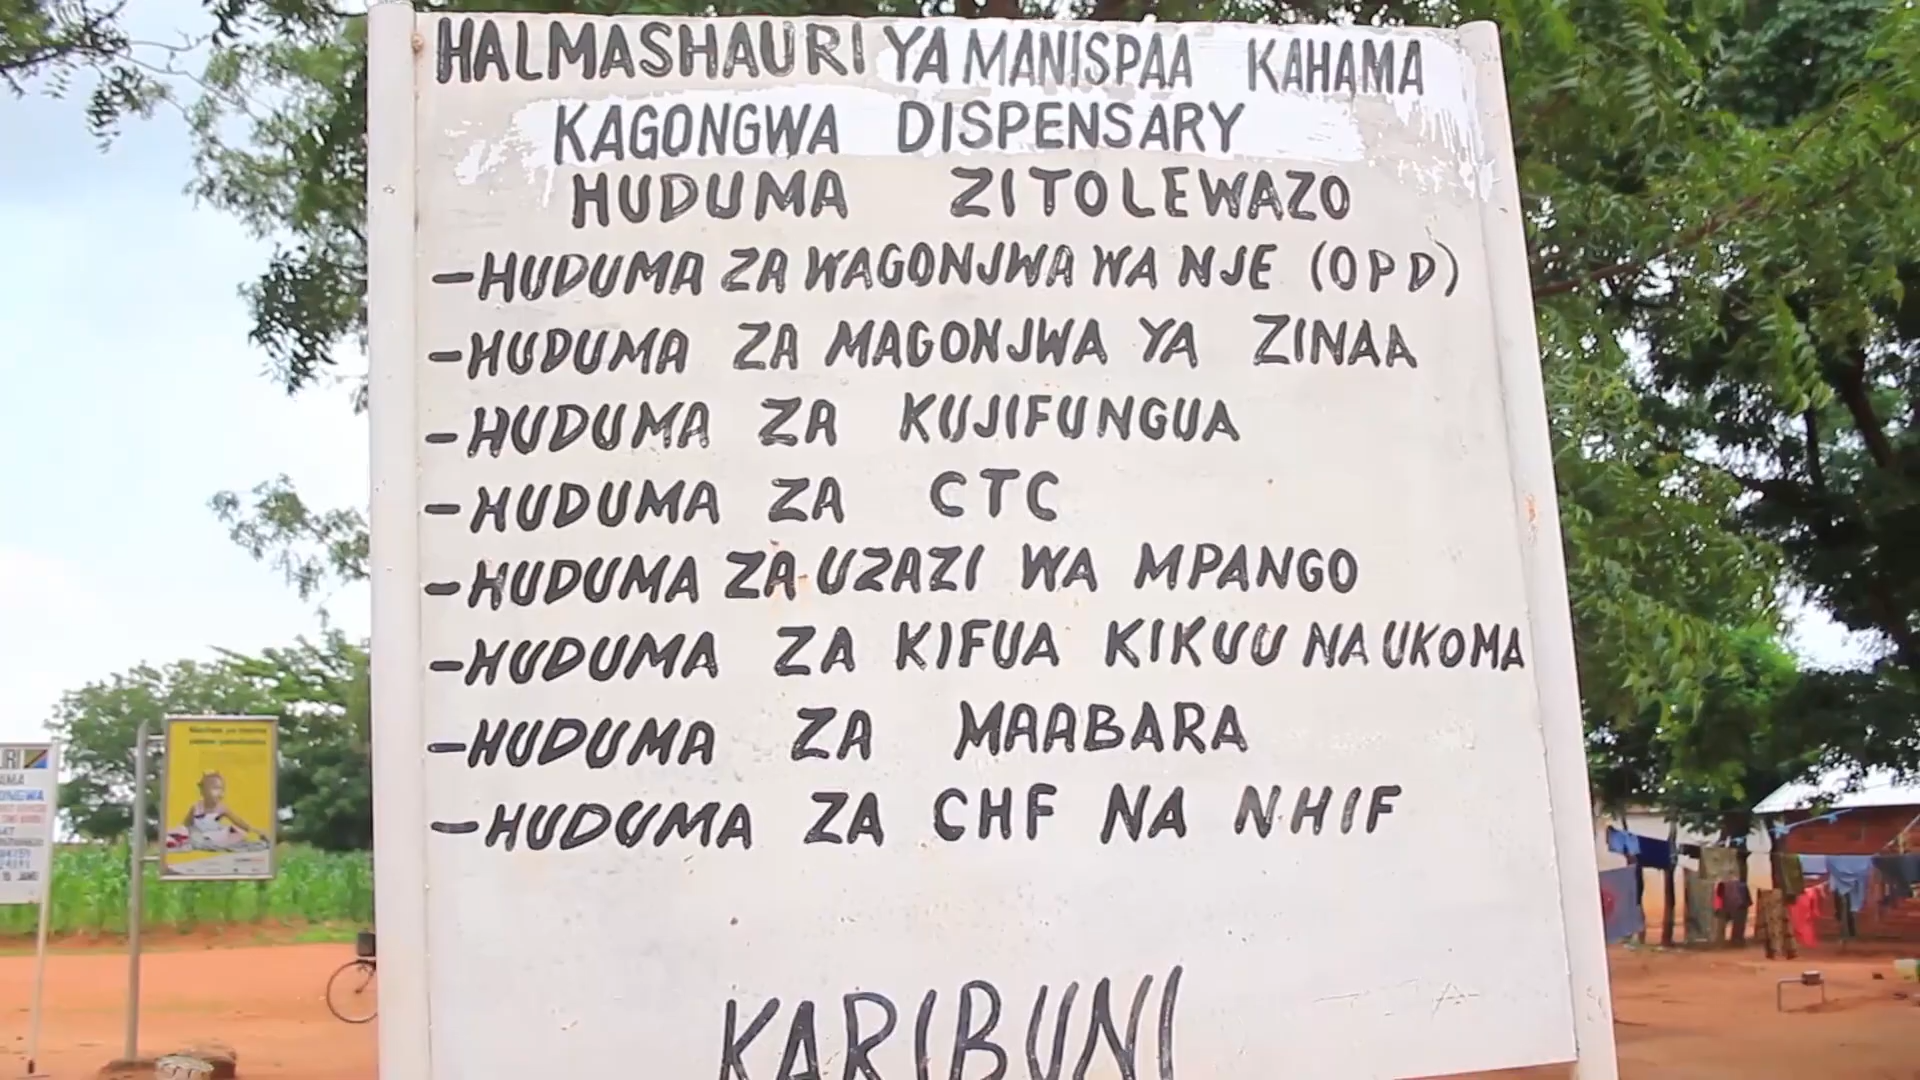 HALMASHAURI YA MANISPAA KAHAMA
KAGONGWA DISPENSARY
HUDUMA ZITOLEWAZO
-HUDUMA ZA WAGONJWA WA NJE (OPD)
-HUDUMA ZA MAGONJWA YA ZINAA
-HUDUMA ZA KUJIFUNGUA
-HUDUMA ZA CTC
-HUDUMA ZA UZAZI WA MPANGO
-HUDUMA ZA KIFUA KIKUU NA UKOMA
-HUDUMA ZA MAABARA
-HUDUMA ZA CHF NA NHIF
KARIBUNI